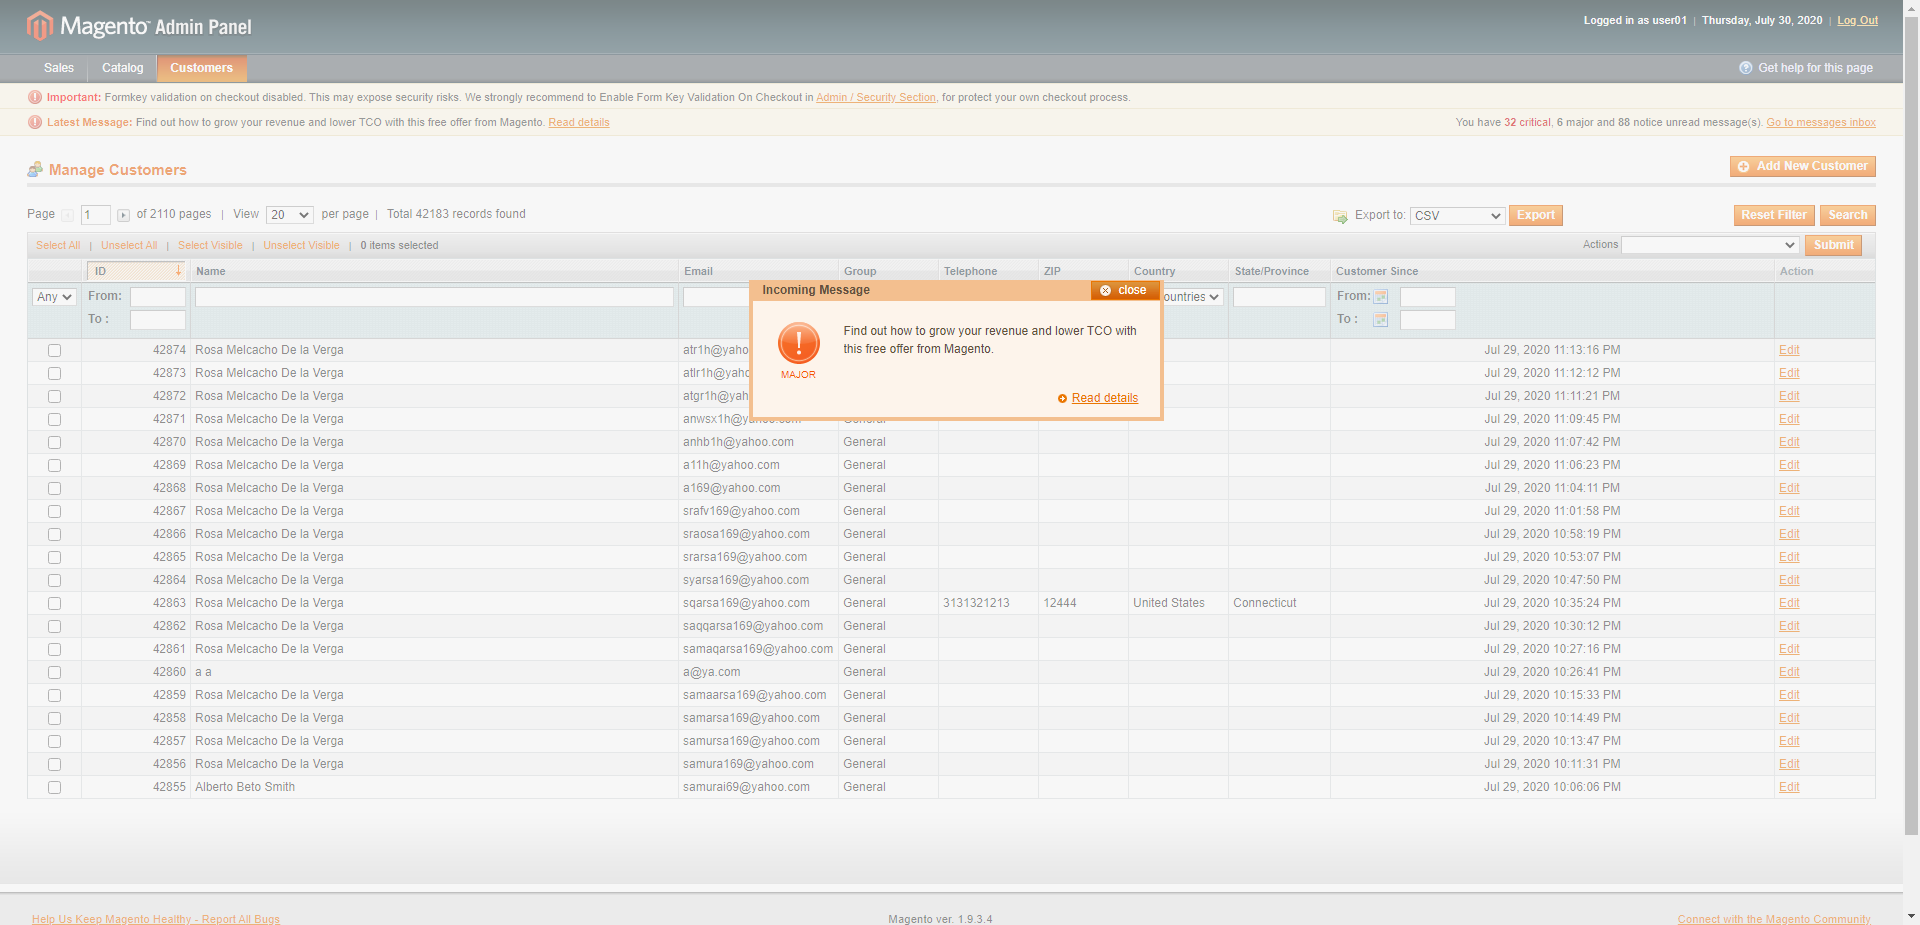 Magento™ Admin Panel
Logged in as user01 | Thursday, July 30, 2020 | Log Out
Sales Catalog Customers
Get help for this page
Important: Formkey validation on checkout disabled. This may expose security risks. We strongly recommend to Enable Form Key Validation On Checkout in Admin / Security Section, for protect your own checkout process.
Latest Message: Find out how to grow your revenue and lower TCO with this free offer from Magento. Read details
You have 32 critical, 6 major and 88 notice unread message(s). Go to messages inbox
Manage Customers
Add New Customer
Page 1 of 2110 pages | View 20 per page | Total 42183 records found
Export to: CSV Export
Reset Filter Search
Select All | Unselect All | Select Visible | Unselect Visible | 0 items selected
Actions Submit
ID Name Email Group Telephone ZIP Country State/Province Customer Since Action
Any From: ountries From:
To : To :
Incoming Message close
Find out how to grow your revenue and lower TCO with
this free offer from Magento.
MAJOR
Read details
42874 Rosa Melcacho De la Verga atr1h@yaho Jul 29, 2020 11:13:16 PM Edit
42873 Rosa Melcacho De la Verga atlr1h@yaho Jul 29, 2020 11:12:12 PM Edit
42872 Rosa Melcacho De la Verga atgr1h@yah Jul 29, 2020 11:11:21 PM Edit
42871 Rosa Melcacho De la Verga anwsx1h@yahoo.com General Jul 29, 2020 11:09:45 PM Edit
42870 Rosa Melcacho De la Verga anhb1h@yahoo.com General Jul 29, 2020 11:07:42 PM Edit
42869 Rosa Melcacho De la Verga a11h@yahoo.com General Jul 29, 2020 11:06:23 PM Edit
42868 Rosa Melcacho De la Verga a169@yahoo.com General Jul 29, 2020 11:04:11 PM Edit
42867 Rosa Melcacho De la Verga srafv169@yahoo.com General Jul 29, 2020 11:01:58 PM Edit
42866 Rosa Melcacho De la Verga sraosa169@yahoo.com General Jul 29, 2020 10:58:19 PM Edit
42865 Rosa Melcacho De la Verga srarsa169@yahoo.com General Jul 29, 2020 10:53:07 PM Edit
42864 Rosa Melcacho De la Verga syarsa169@yahoo.com General Jul 29, 2020 10:47:50 PM Edit
42863 Rosa Melcacho De la Verga sqarsa169@yahoo.com General 3131321213 12444 United States Connecticut Jul 29, 2020 10:35:24 PM Edit
42862 Rosa Melcacho De la Verga saqqarsa169@yahoo.com General Jul 29, 2020 10:30:12 PM Edit
42861 Rosa Melcacho De la Verga samaqarsa169@yahoo.com General Jul 29, 2020 10:27:16 PM Edit
42860 a a a@ya.com General Jul 29, 2020 10:26:41 PM Edit
42859 Rosa Melcacho De la Verga samaarsa169@yahoo.com General Jul 29, 2020 10:15:33 PM Edit
42858 Rosa Melcacho De la Verga samarsa169@yahoo.com General Jul 29, 2020 10:14:49 PM Edit
42857 Rosa Melcacho De la Verga samursa169@yahoo.com General Jul 29, 2020 10:13:47 PM Edit
42856 Rosa Melcacho De la Verga samura169@yahoo.com General Jul 29, 2020 10:11:31 PM Edit
42855 Alberto Beto Smith samurai69@yahoo.com General Jul 29, 2020 10:06:06 PM Edit
Help Us Keep Magento Healthy - Report All Bugs
Magento ver. 1.9.3.4
Connect with the Magento Community